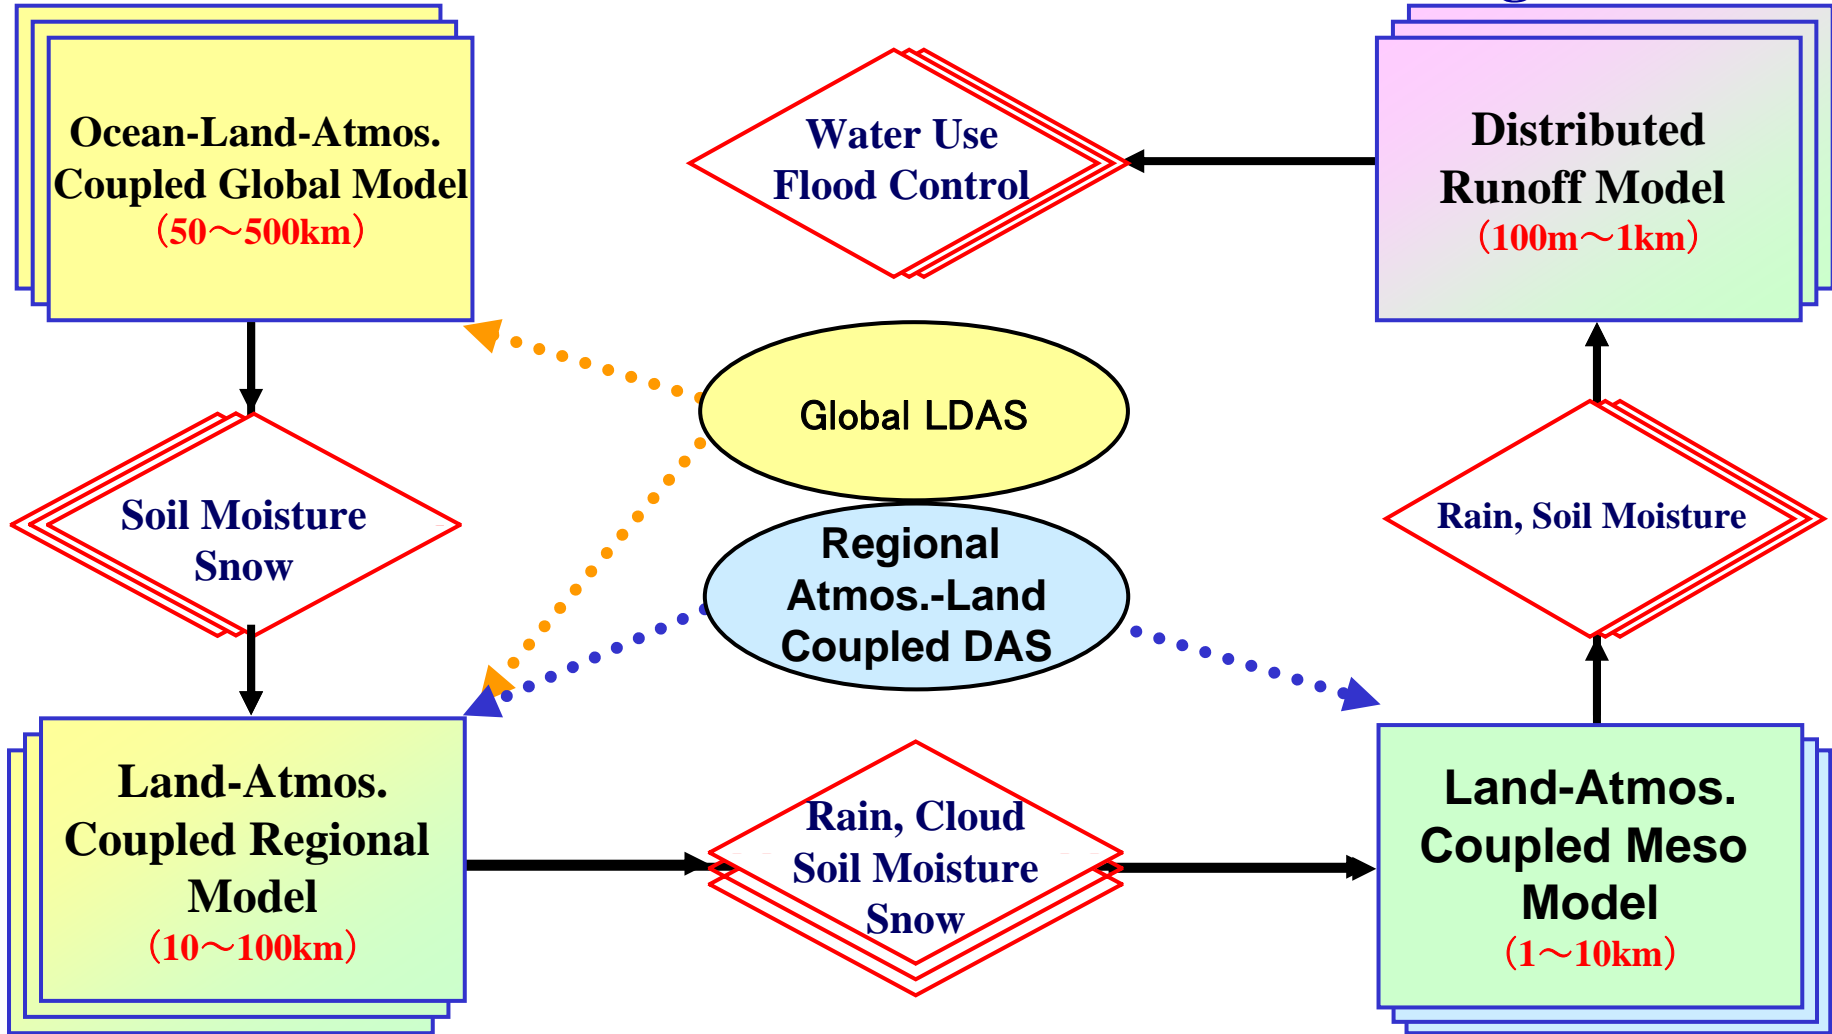 Ocean-Land-Atmos.
Coupled Global Model
（50～500km）
Water Use
Flood Control
Distributed
Runoff Model
（100m～1km）
Global LDAS
Soil Moisture
Snow
Regional
Atmos.-Land
Coupled DAS
Rain, Soil Moisture
Land-Atmos.
Coupled Regional
Model
（10～100km）
Rain, Cloud
Soil Moisture
Snow
Land-Atmos.
Coupled Meso
Model
（1～10km）